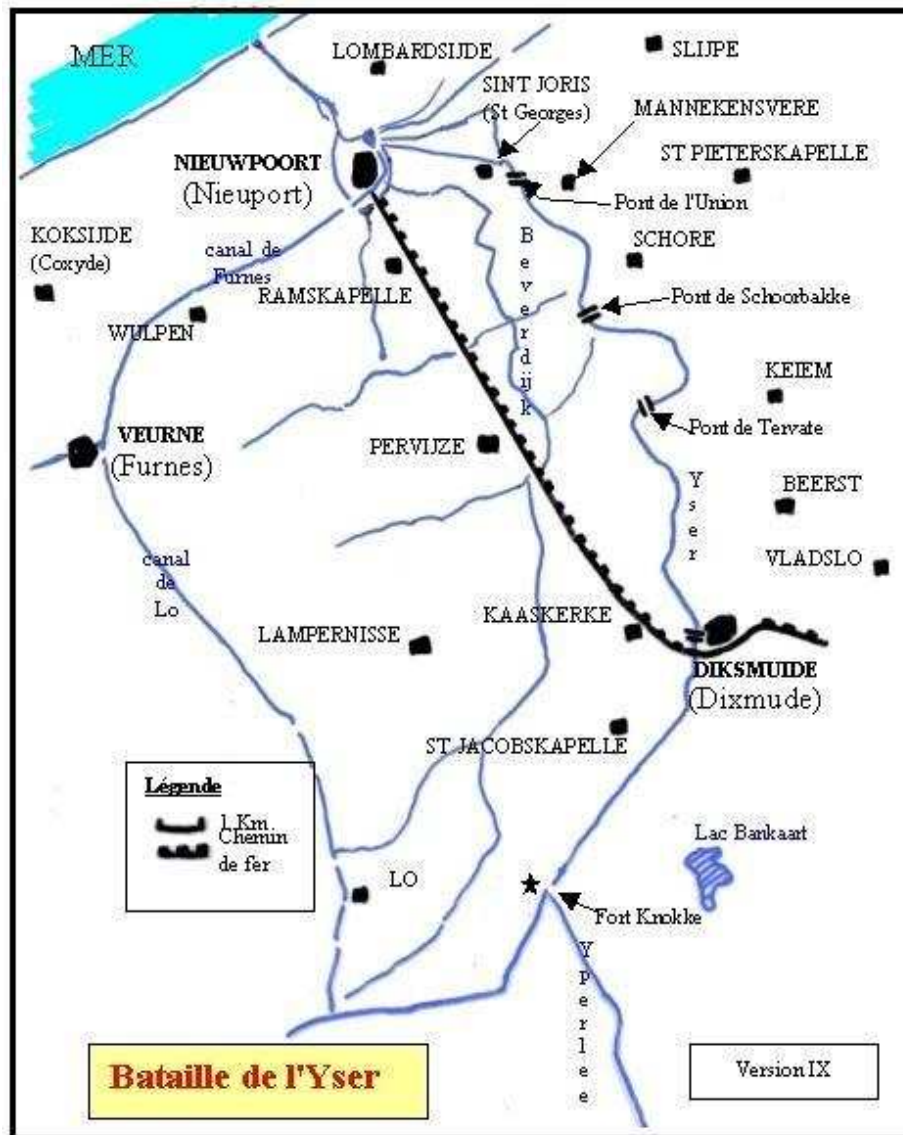 MER
LOMBARDSIJDE
SLIJPE
SINT JORIS
(St Georges)
MANNEKENSVERE
NIEUWPOORT
(Nieuport)
ST PIETERSKAPELLE
Pont de l'Union
KOKSIJDE
(Coxyde)
canal de
Furnes
Beverdijk
SCHORE
RAMSKAPELLE
Pont de Schoorbakke
WULPEN
KEIEM
VEURNE
(Furnes)
PERVIJZE
Pont de Tervate
Yser
BEERST
VLADSLO
canal
de
Lo
LAMPERNISSE
KAASKERKE
DIKSMUIDE
(Dixmude)
ST JACOBSKAPELLE
Légende
1 Km
Chemin
de fer
Lac Bankaart
LO
Fort Knokke
Yperlee
Bataille de l'Yser
Version IX